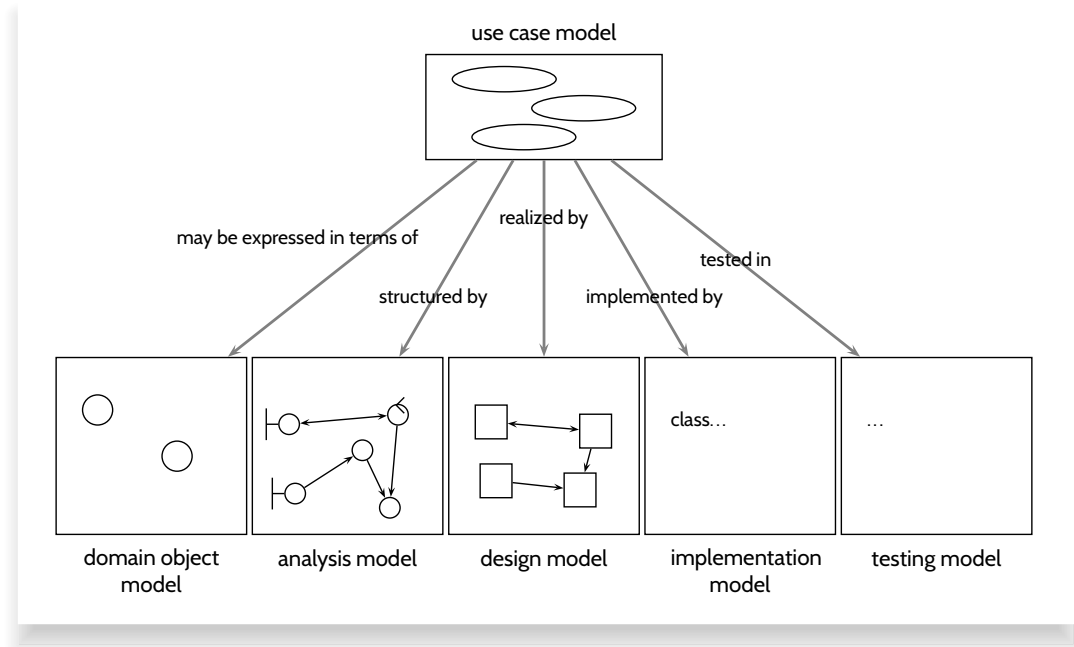 use case model
realized by
may be expressed in terms of
tested in
structured by
implemented by
class…
…
domain object
model
analysis model
design model
implementation
model
testing model